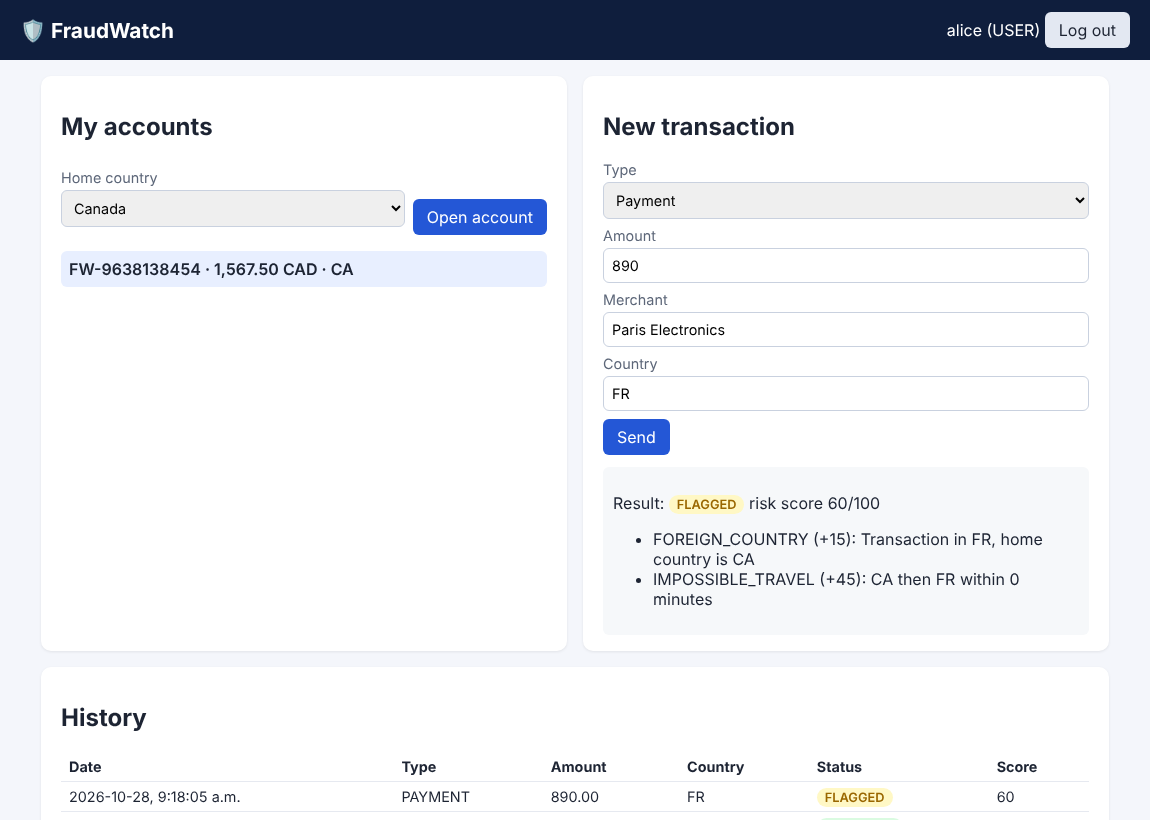 FraudWatch
alice (USER) Log out
My accounts
Home country
Canada
Open account
FW-9638138454 · 1,567.50 CAD · CA
New transaction
Type
Payment
Amount
890
Merchant
Paris Electronics
Country
FR
Send
Result: FLAGGED risk score 60/100
• FOREIGN_COUNTRY (+15): Transaction in FR, home
country is CA
• IMPOSSIBLE_TRAVEL (+45): CA then FR within 0
minutes
History
Date Type Amount Country Status Score
2026-10-28, 9:18:05 a.m. PAYMENT 890.00 FR FLAGGED 60